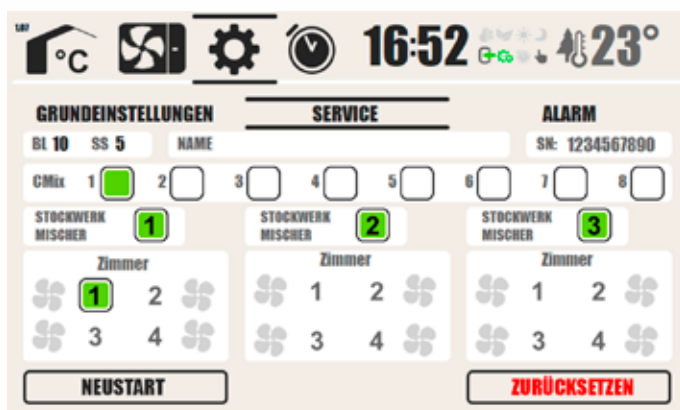 1.07
°C 16:52 23°
GRUNDEINSTELLUNGEN SERVICE ALARM
BL 10 SS 5 NAME SN: 1234567890
CMix 1 2 3 4 5 6 7 8
STOCKWERK MISCHER 1 STOCKWERK MISCHER 2 STOCKWERK MISCHER 3
Zimmer Zimmer Zimmer
1 2 1 2 1 2
3 4 3 4 3 4
NEUSTART ZURÜCKSETZEN